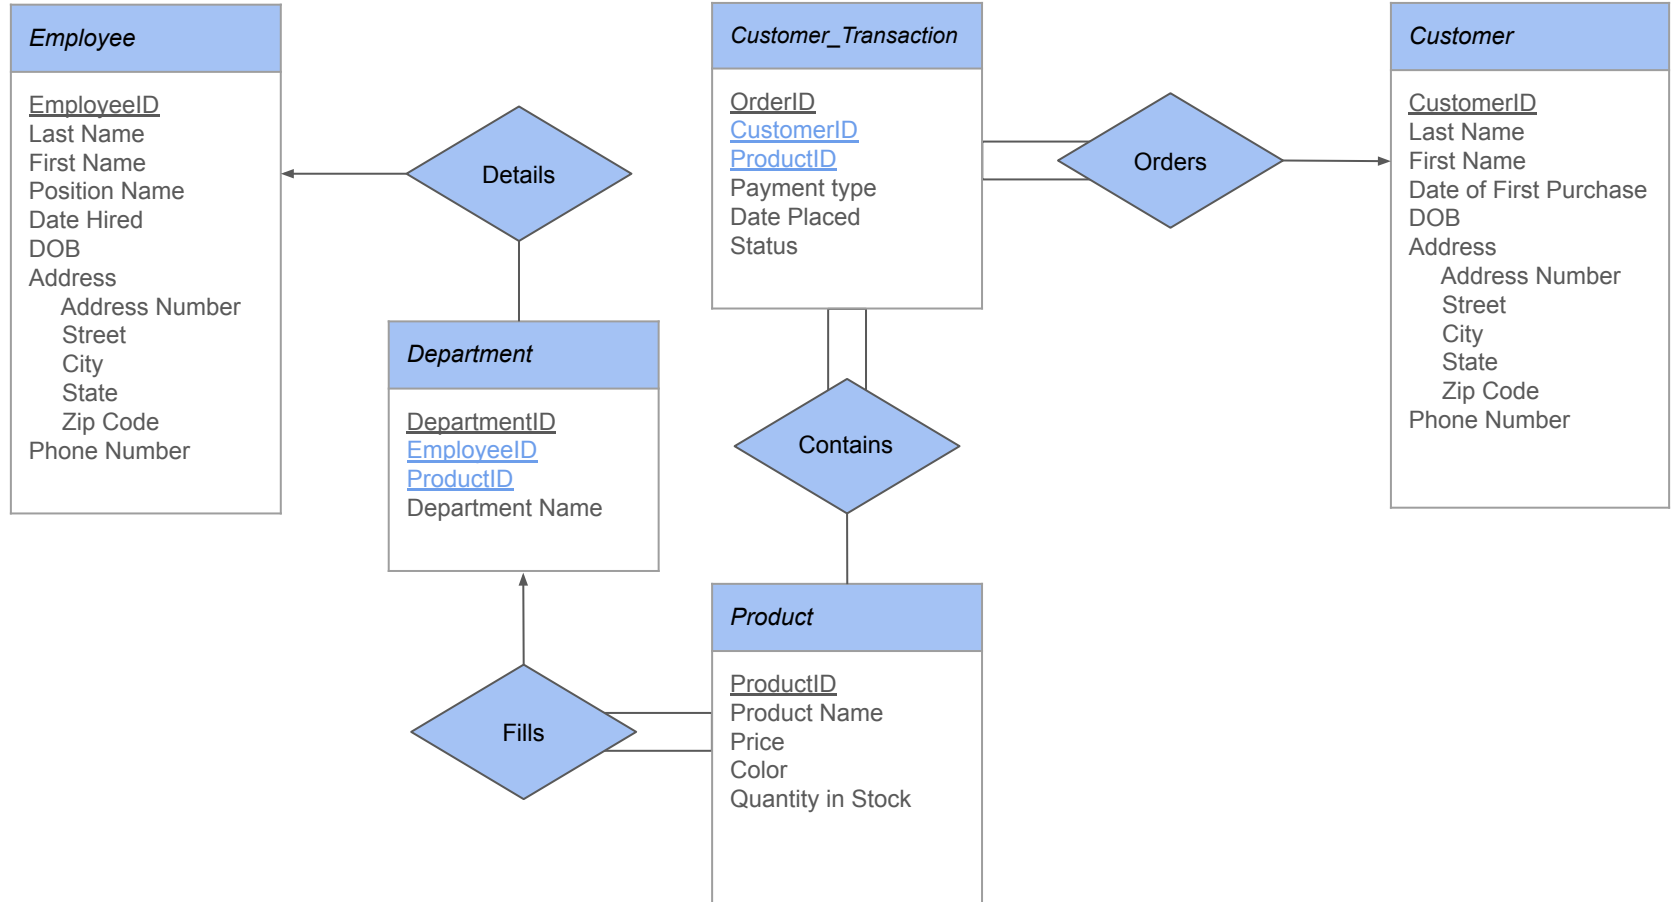 Employee
EmployeeID
Last Name
First Name
Position Name
Date Hired
DOB
Address
Address Number
Street
City
State
Zip Code
Phone Number
Details
Department
DepartmentID
EmployeeID
ProductID
Department Name
Fills
Customer_Transaction
OrderID
CustomerID
ProductID
Payment type
Date Placed
Status
Contains
Product
ProductID
Product Name
Price
Color
Quantity in Stock
Orders
Customer
CustomerID
Last Name
First Name
Date of First Purchase
DOB
Address
Address Number
Street
City
State
Zip Code
Phone Number